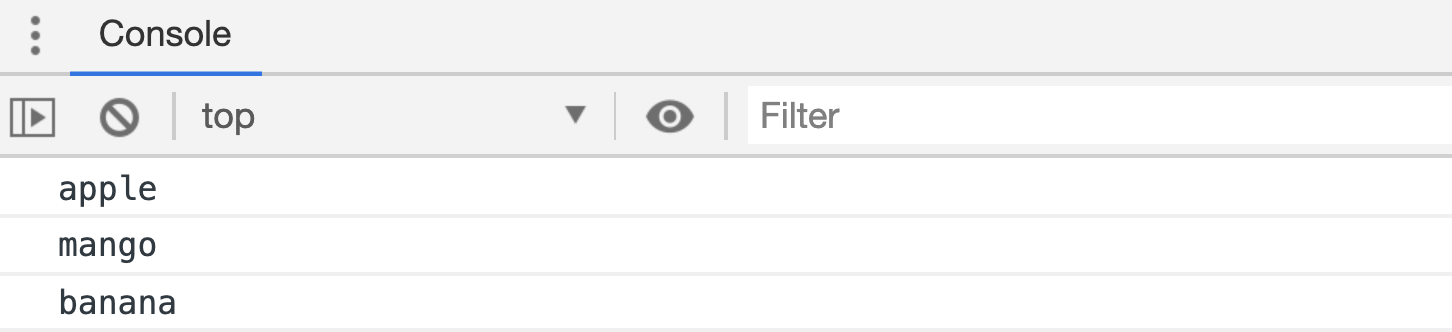 Console
top Filter
apple
mango
banana